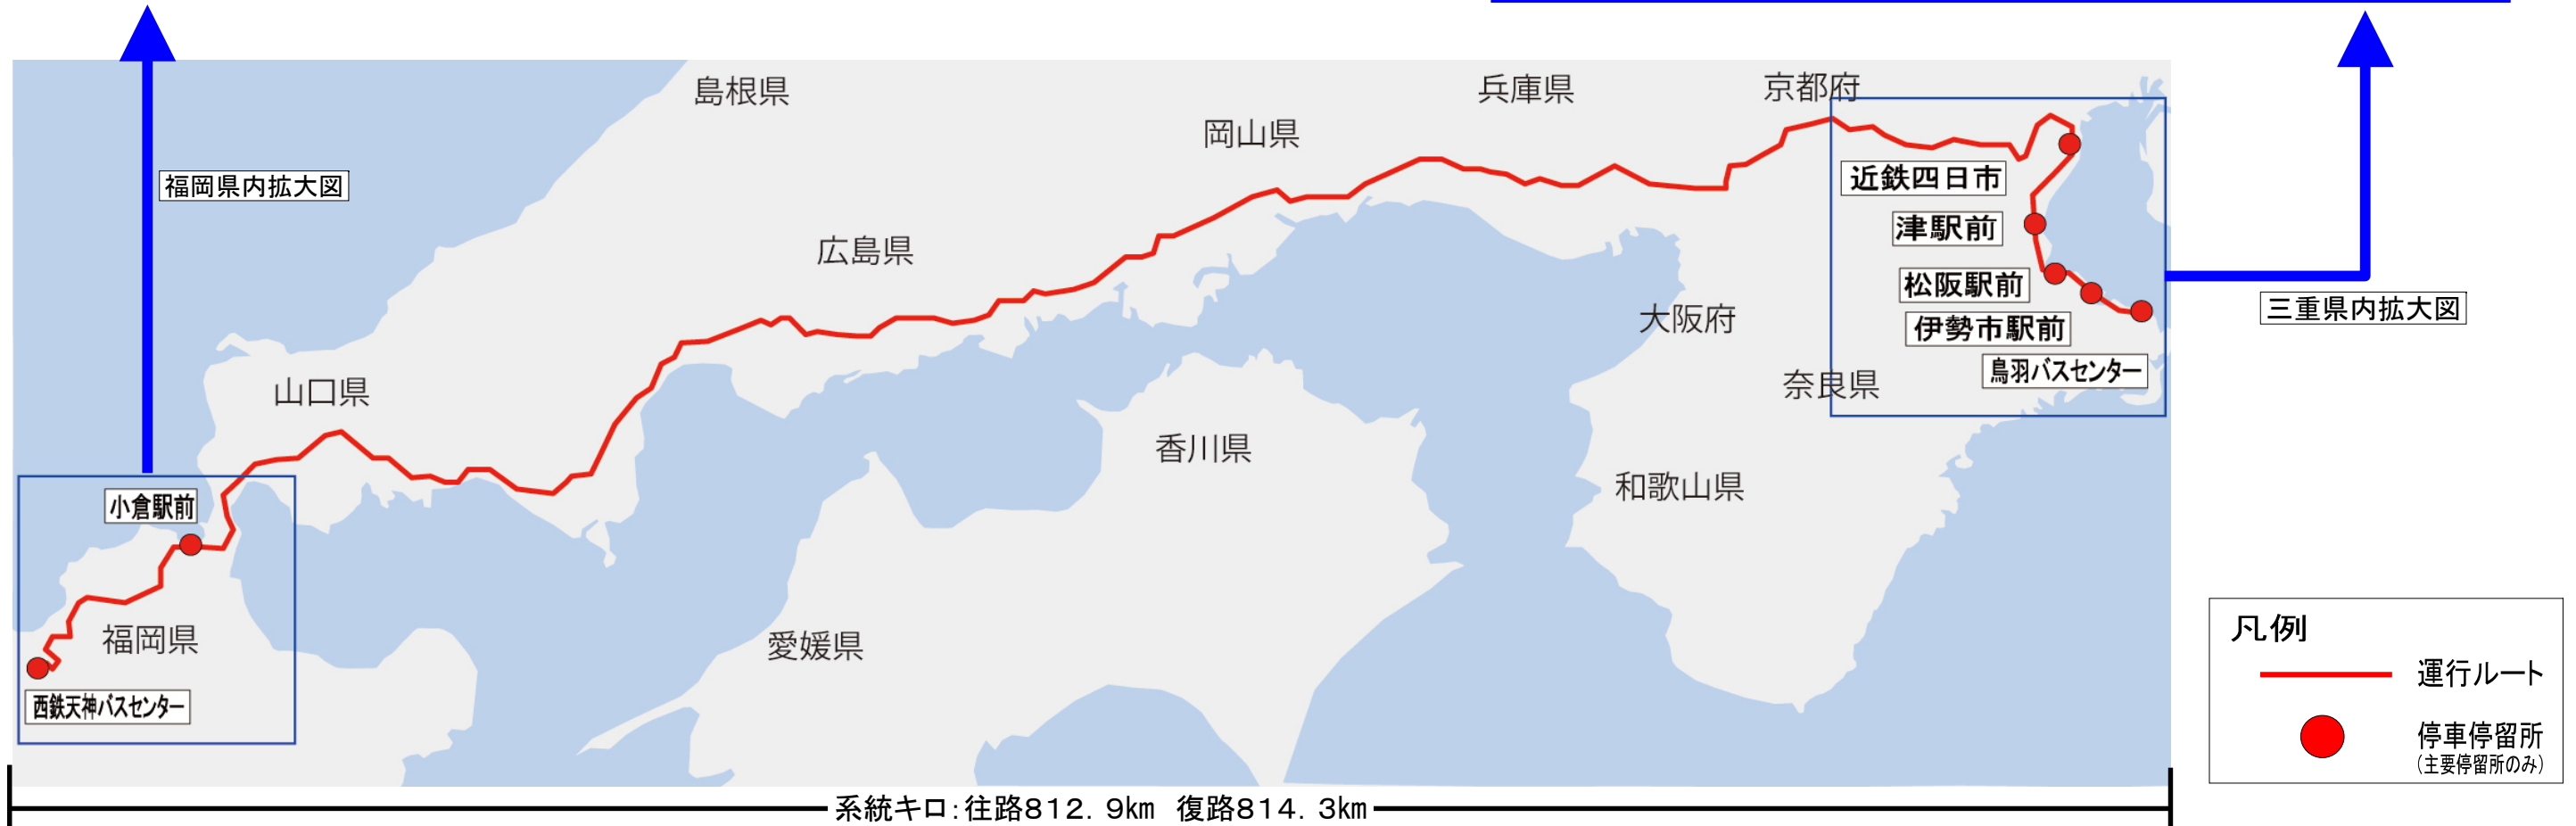 島根県
兵庫県
京都府
岡山県
福岡県内拡大図
近鉄四日市
津駅前
広島県
松阪駅前
三重県内拡大図
大阪府
伊勢市駅前
鳥羽バスセンター
山口県
奈良県
香川県
和歌山県
小倉駅前
福岡県
愛媛県
西鉄天神バスセンター
凡例
運行ルート
停車停留所
(主要停留所のみ)
系統キロ:往路812.9km 復路814.3km